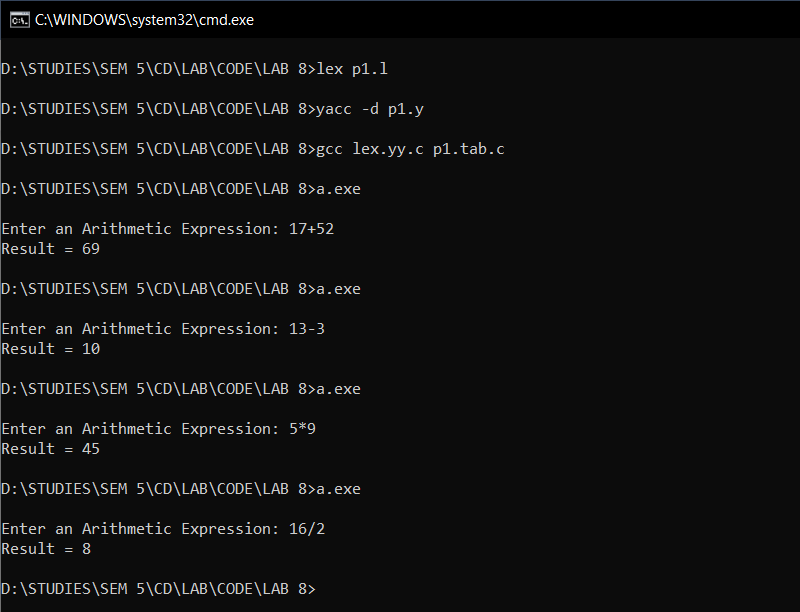 C:\WINDOWS\system32\cmd.exe
D:\STUDIES\SEM 5\CD\LAB\CODE\LAB 8>lex p1.l
D:\STUDIES\SEM 5\CD\LAB\CODE\LAB 8>yacc -d p1.y
D:\STUDIES\SEM 5\CD\LAB\CODE\LAB 8>gcc lex.yy.c p1.tab.c
D:\STUDIES\SEM 5\CD\LAB\CODE\LAB 8>a.exe
Enter an Arithmetic Expression: 17+52
Result = 69
D:\STUDIES\SEM 5\CD\LAB\CODE\LAB 8>a.exe
Enter an Arithmetic Expression: 13-3
Result = 10
D:\STUDIES\SEM 5\CD\LAB\CODE\LAB 8>a.exe
Enter an Arithmetic Expression: 5*9
Result = 45
D:\STUDIES\SEM 5\CD\LAB\CODE\LAB 8>a.exe
Enter an Arithmetic Expression: 16/2
Result = 8
D:\STUDIES\SEM 5\CD\LAB\CODE\LAB 8>